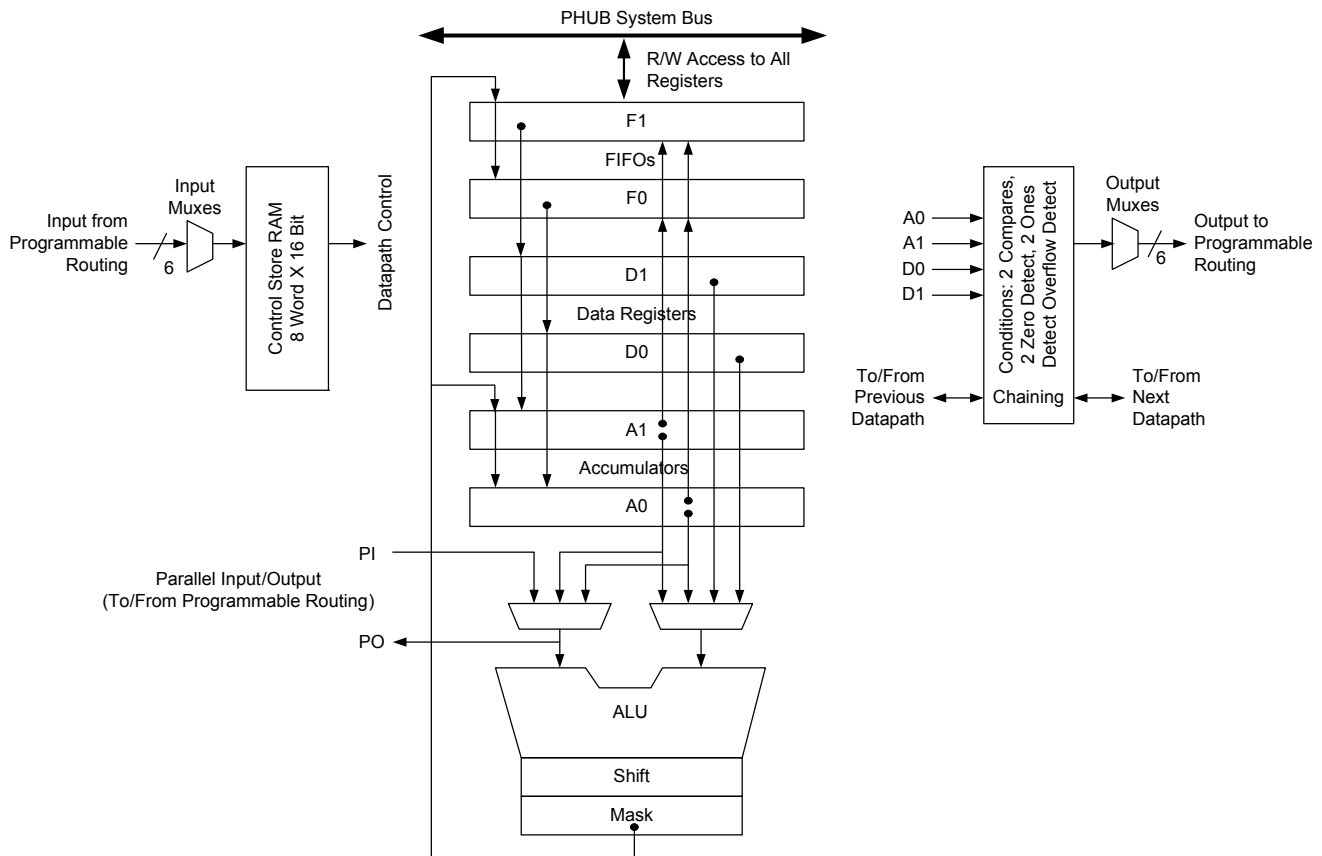 PHUB System Bus
R/W Access to All
Registers
F1
FIFOs
F0
D1
Data Registers
D0
A1
Accumulators
A0
Input from
Programmable
Routing
6
Input
Muxes
Control Store RAM
8 Word X 16 Bit
Datapath Control
A0
A1
D0
D1
Conditions: 2 Compares,
2 Zero Detect, 2 Ones
Detect Overflow Detect
Output
Muxes
6
Output to
Programmable
Routing
To/From
Previous
Datapath
Chaining
To/From
Next
Datapath
PI
Parallel Input/Output
(To/From Programmable Routing)
PO
ALU
Shift
Mask